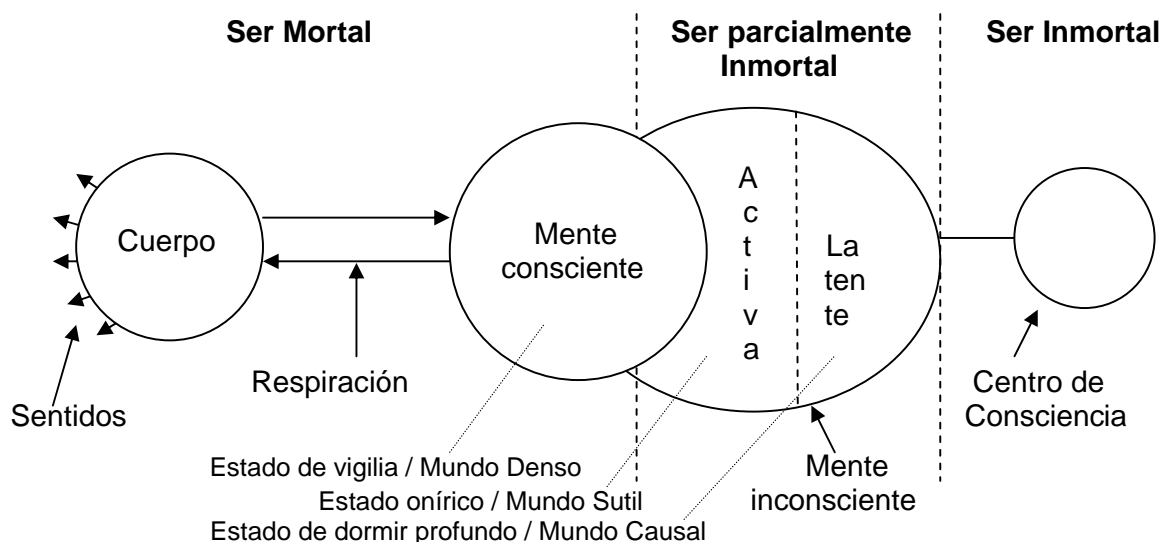 Ser Mortal
Ser parcialmente
Inmortal
Ser Inmortal
Cuerpo
Mente
consciente
A
c
t
i
v
a
La
ten
te
Respiración
Sentidos
Centro de
Consciencia
Estado de vigilia / Mundo Denso
Mente
inconsciente
Estado onírico / Mundo Sutil
Estado de dormir profundo / Mundo Causal